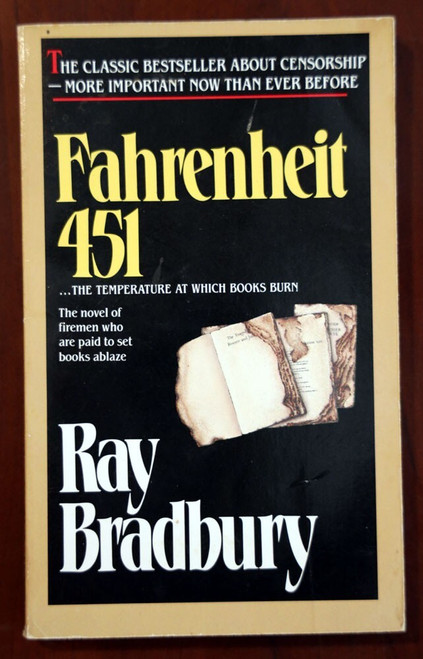 THE CLASSIC BESTSELLER ABOUT CENSORSHIP
— MORE IMPORTANT NOW THAN EVER BEFORE
Fahrenheit
451
...THE TEMPERATURE AT WHICH BOOKS BURN
The novel of
firemen who
are paid to set
books ablaze
Ray
Bradbury